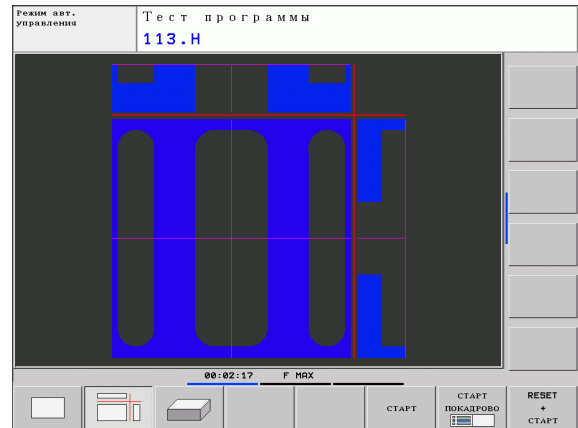 Режим авт.
управления
Тест программы
113.H
00:02:17 F MAX
СТАРТ
СТАРТ
ПОКАДРОВО
RESET
+
СТАРТ